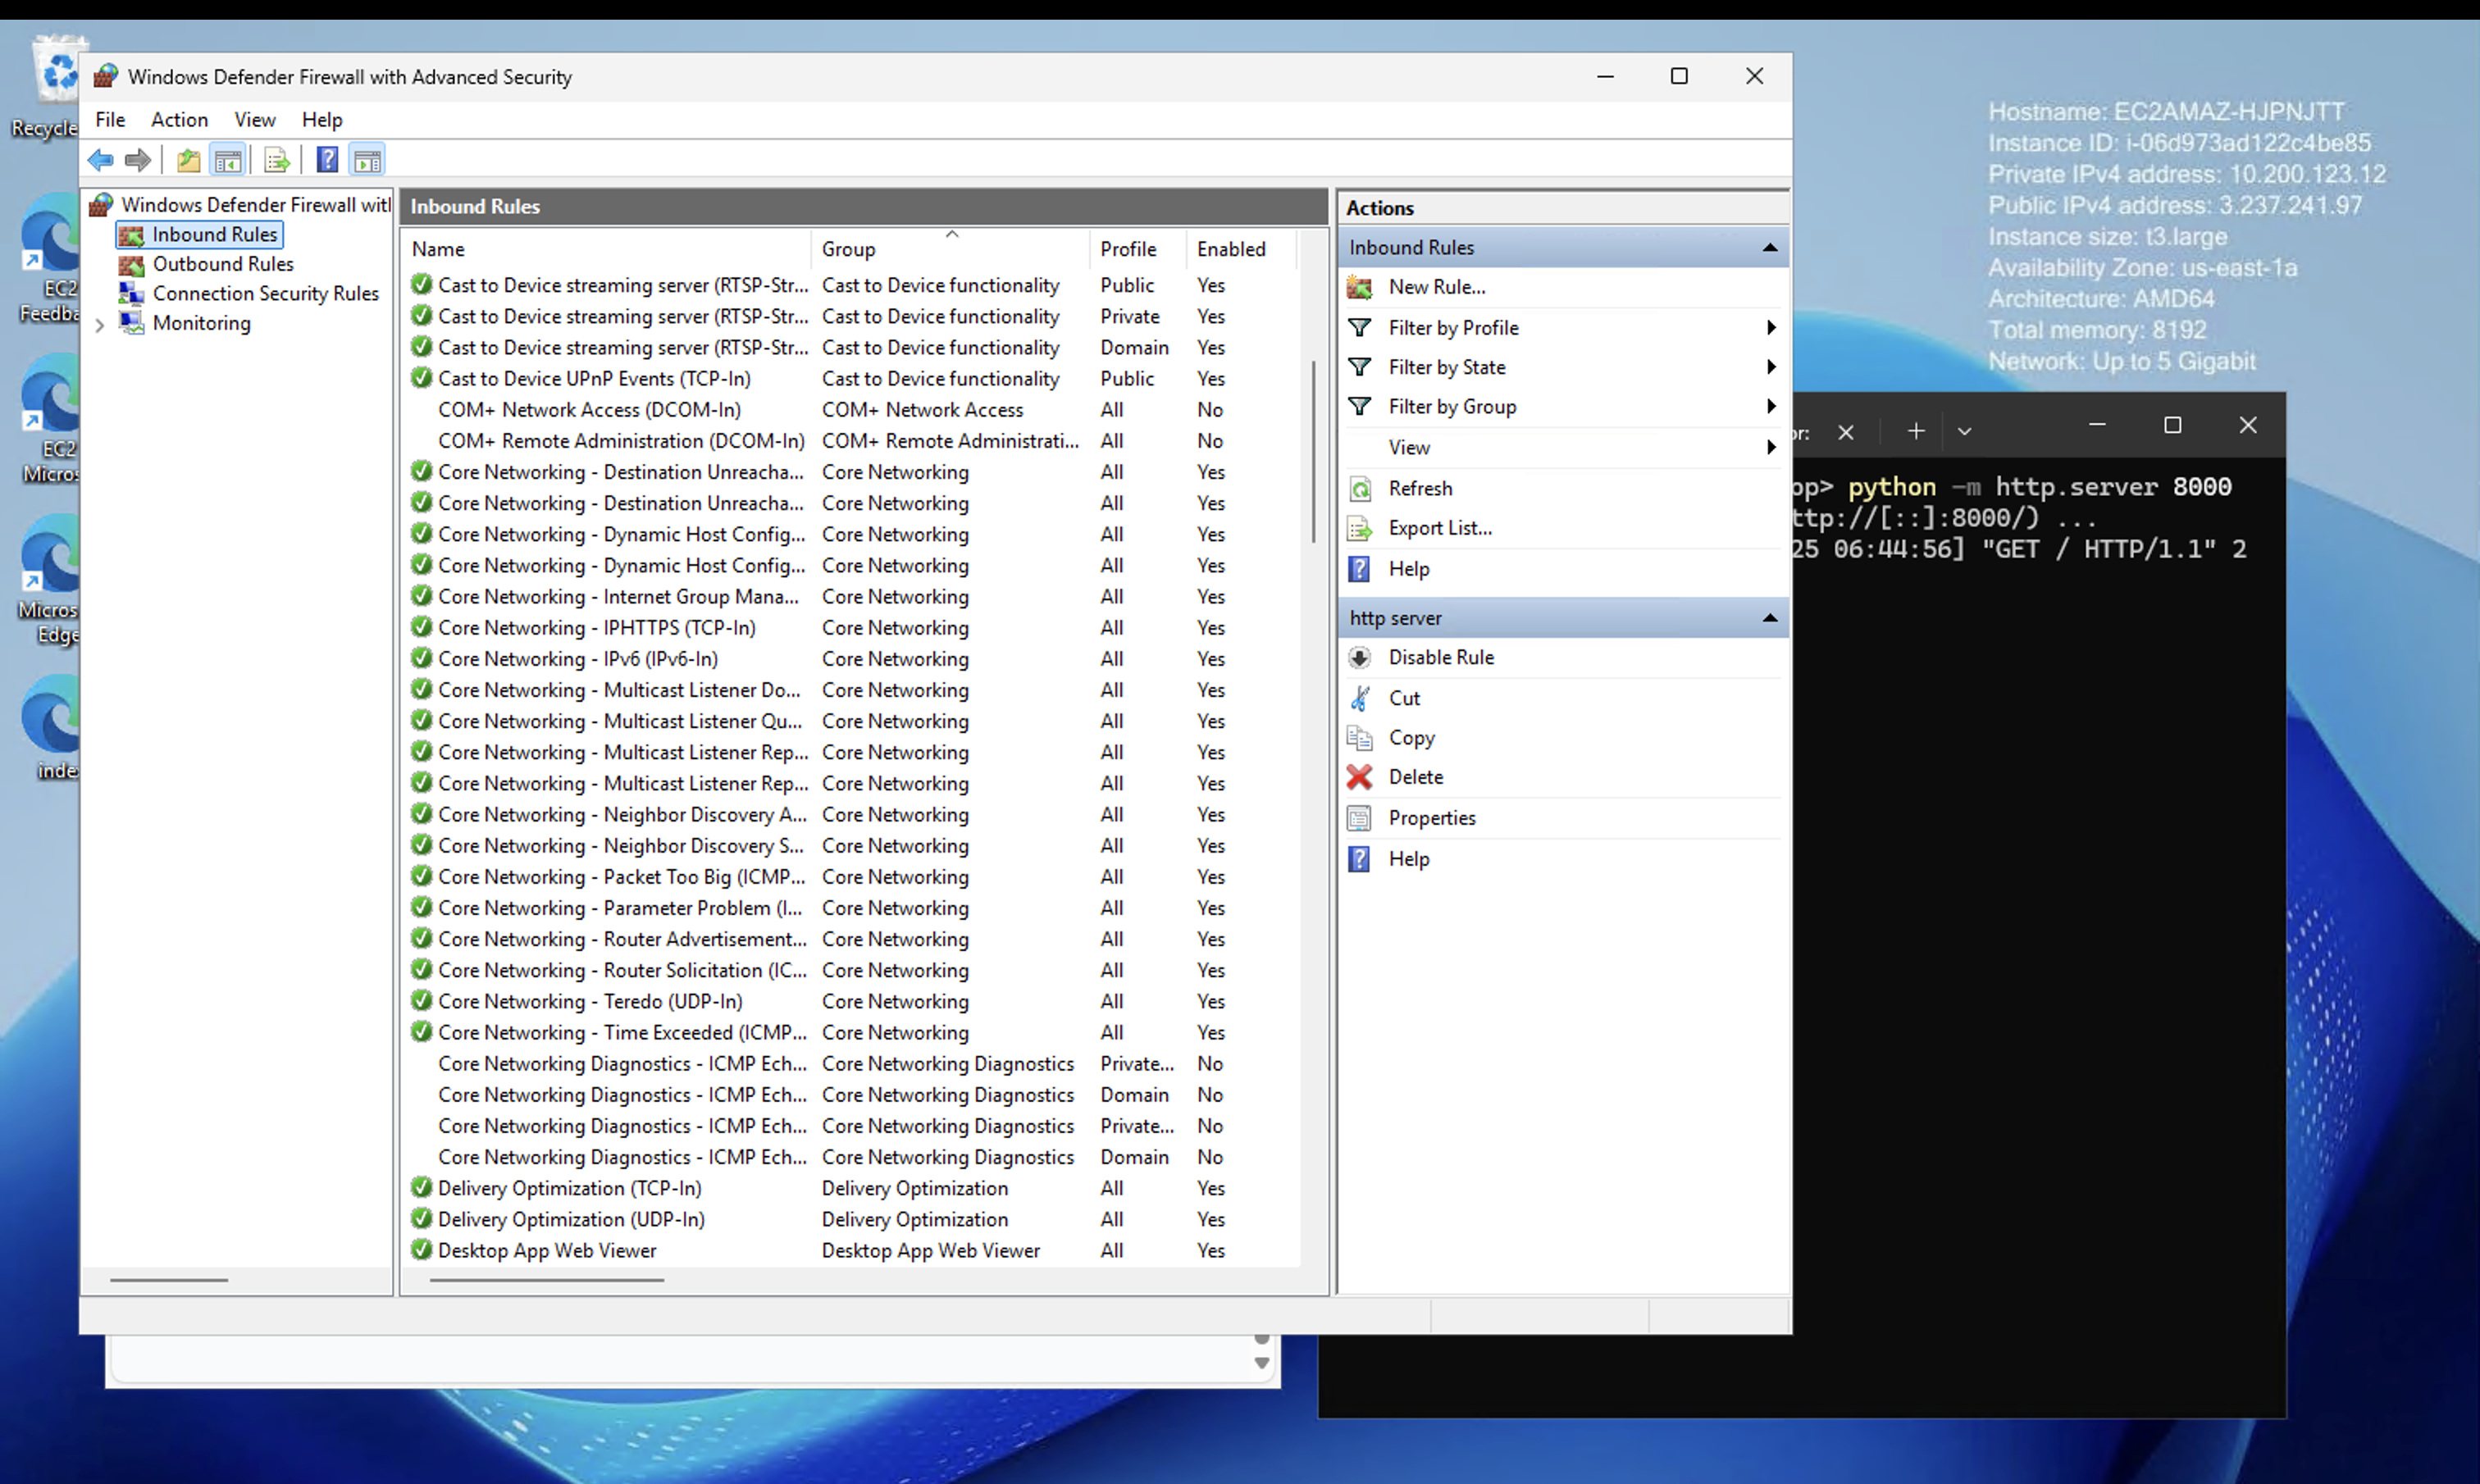 Recycle
EC2
Feedba
EC2
Micros
Micros
Edge
inde
Windows Defender Firewall with Advanced Security
File Action View Help
Windows Defender Firewall with
Inbound Rules
Outbound Rules
Connection Security Rules
Monitoring
Inbound Rules
Name Group Profile Enabled
Cast to Device streaming server (RTSP-Str... Cast to Device functionality Public Yes
Cast to Device streaming server (RTSP-Str... Cast to Device functionality Private Yes
Cast to Device streaming server (RTSP-Str... Cast to Device functionality Domain Yes
Cast to Device UPnP Events (TCP-In) Cast to Device functionality Public Yes
COM+ Network Access (DCOM-In) COM+ Network Access All No
COM+ Remote Administration (DCOM-In) COM+ Remote Administrati... All No
Core Networking - Destination Unreacha... Core Networking All Yes
Core Networking - Destination Unreacha... Core Networking All Yes
Core Networking - Dynamic Host Config... Core Networking All Yes
Core Networking - Dynamic Host Config... Core Networking All Yes
Core Networking - Internet Group Mana... Core Networking All Yes
Core Networking - IPHTTPS (TCP-In) Core Networking All Yes
Core Networking - IPv6 (IPv6-In) Core Networking All Yes
Core Networking - Multicast Listener Do... Core Networking All Yes
Core Networking - Multicast Listener Qu... Core Networking All Yes
Core Networking - Multicast Listener Rep... Core Networking All Yes
Core Networking - Multicast Listener Rep... Core Networking All Yes
Core Networking - Neighbor Discovery A... Core Networking All Yes
Core Networking - Neighbor Discovery S... Core Networking All Yes
Core Networking - Packet Too Big (ICMP... Core Networking All Yes
Core Networking - Parameter Problem (I... Core Networking All Yes
Core Networking - Router Advertisement... Core Networking All Yes
Core Networking - Router Solicitation (IC... Core Networking All Yes
Core Networking - Teredo (UDP-In) Core Networking All Yes
Core Networking - Time Exceeded (ICMP... Core Networking All Yes
Core Networking Diagnostics - ICMP Ech... Core Networking Diagnostics Private... No
Core Networking Diagnostics - ICMP Ech... Core Networking Diagnostics Domain No
Core Networking Diagnostics - ICMP Ech... Core Networking Diagnostics Private... No
Core Networking Diagnostics - ICMP Ech... Core Networking Diagnostics Domain No
Delivery Optimization (TCP-In) Delivery Optimization All Yes
Delivery Optimization (UDP-In) Delivery Optimization All Yes
Desktop App Web Viewer Desktop App Web Viewer All Yes
Actions
Inbound Rules
New Rule...
Filter by Profile
Filter by State
Filter by Group
View
Refresh
Export List...
Help
http server
Disable Rule
Cut
Copy
Delete
Properties
Help
Hostname: EC2AMAZ-HJPNJTT
Instance ID: i-06d973ad122c4be85
Private IPv4 address: 10.200.123.12
Public IPv4 address: 3.237.241.97
Instance size: t3.large
Availability Zone: us-east-1a
Architecture: AMD64
Total memory: 8192
Network: Up to 5 Gigabit
or:
op> python -m http.server 8000
ttp://[::]:8000/) ...
25 06:44:56] "GET / HTTP/1.1" 2